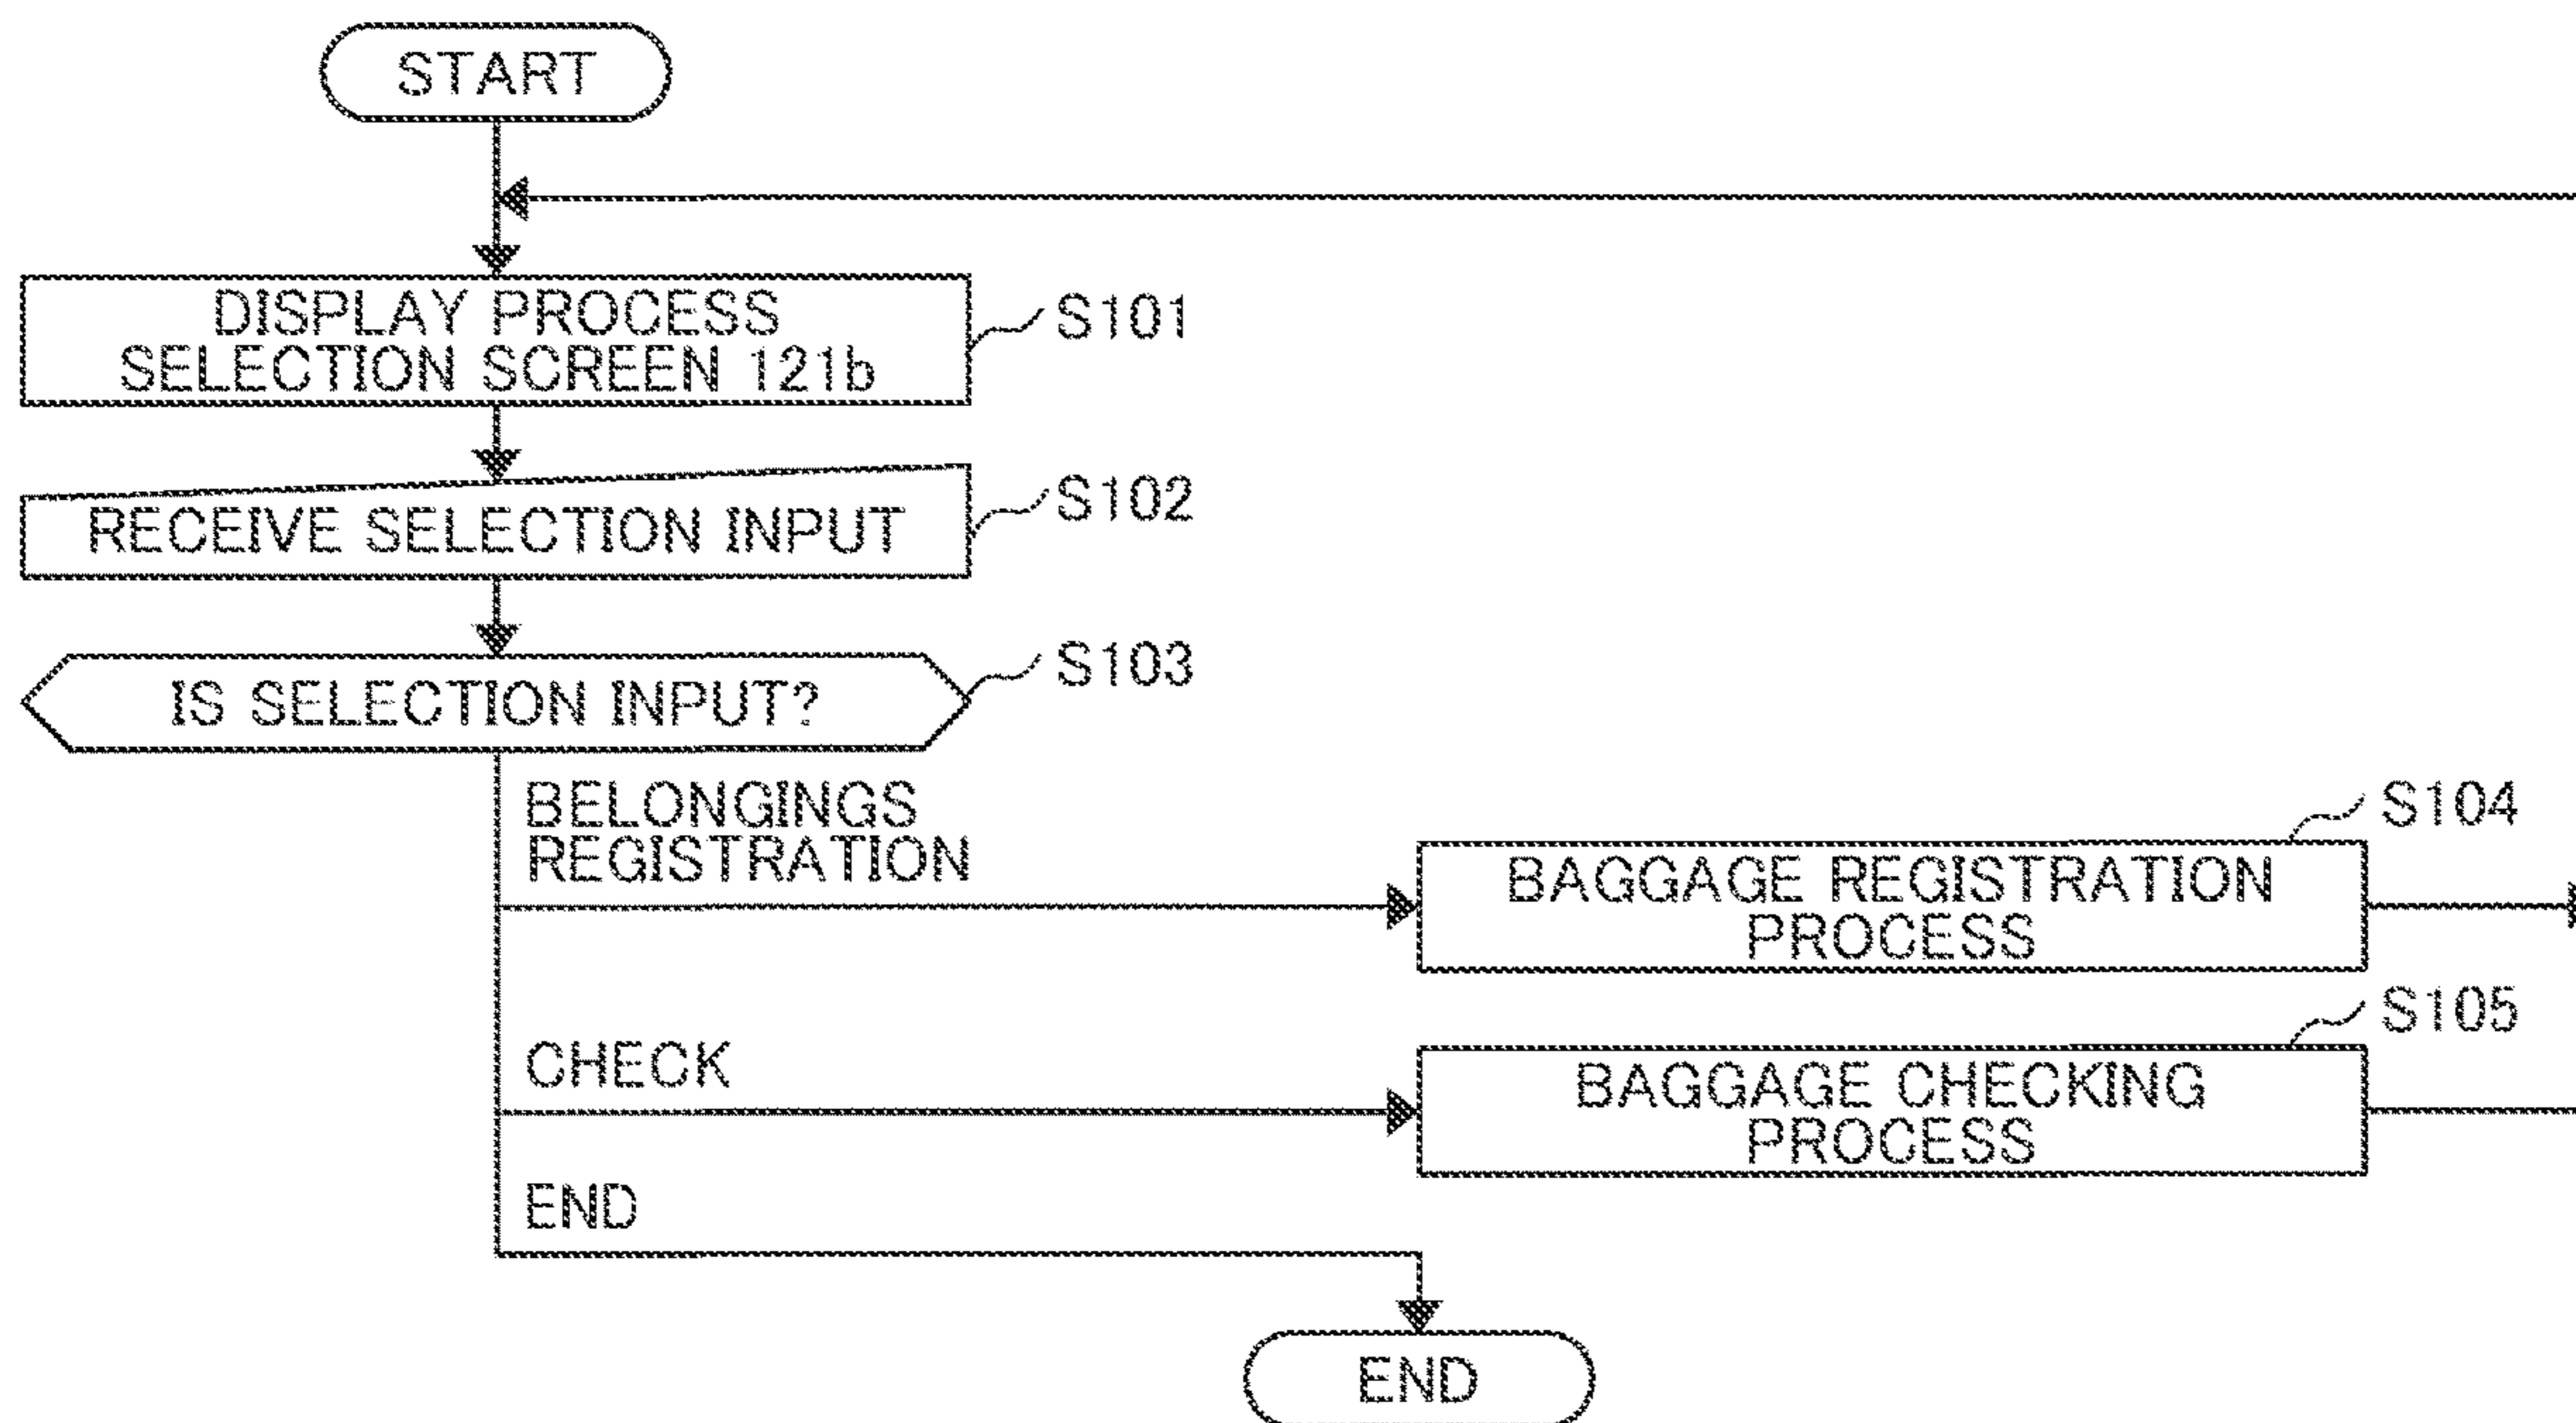 START
DISPLAY PROCESS
SELECTION SCREEN 121b
S101
RECEIVE SELECTION INPUT
S102
IS SELECTION INPUT?
S103
BELONGINGS
REGISTRATION
BAGGAGE REGISTRATION
PROCESS
S104
CHECK
BAGGAGE CHECKING
PROCESS
S105
END
END